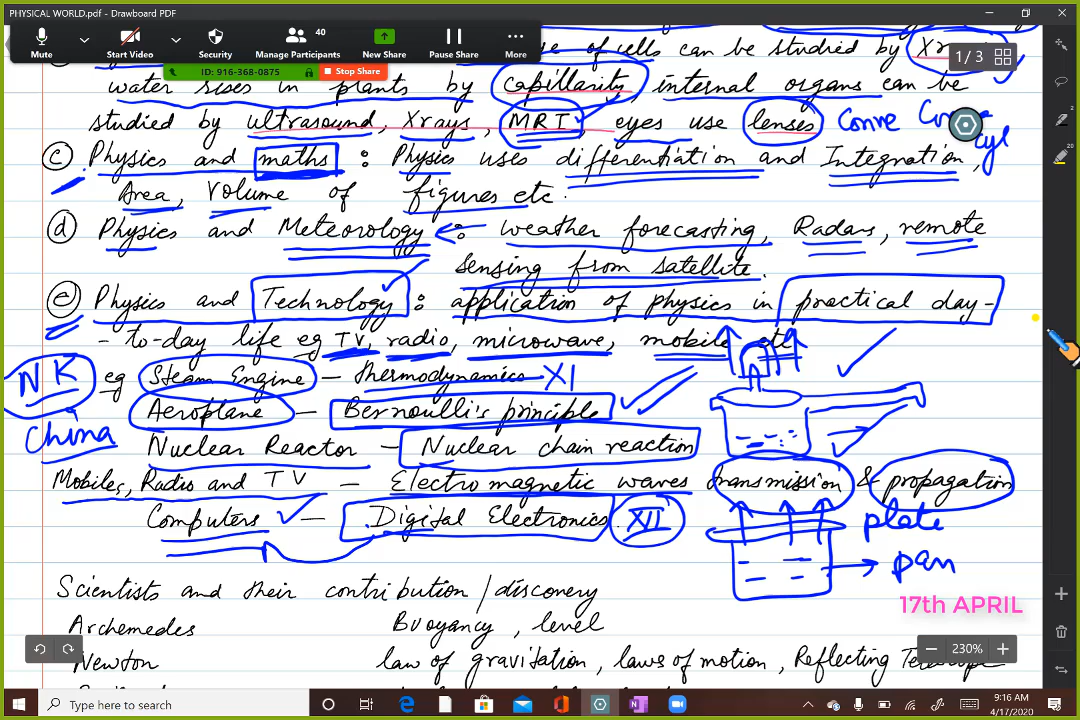 PHYSICAL WORLD.pdf - Drawboard PDF
Mute
Start Video
Security
40
Manage Participants
New Share
Pause Share
More
ID: 916-368-0875
Stop Share
1 / 3
of cells can be studied by Xrays
water rises in plants by capillarity, internal organs can be
studied by ultrasound, Xrays, MRI eyes use lenses Conve Con
cyl
2
20
c Physics and maths : Physics uses differentiation and Integration,
Area, Volume of figures etc.
d Physics and Meteorology : weather forecasting, Radars, remote
sensing from satellite.
e Physics and Technology : application of physics in practical day-
- to-day life eg TV, radio, microwave, mobile etc
NK eg Steam Engine - thermodynamics XI
Aeroplane - Bernoulli's principle
China
Nuclear Reactor - Nuclear chain reaction
Mobiles, Radio and TV - Electro magnetic waves transmission & propagation
Computers - Digital Electronics XII
plate
pan
17th APRIL
Scientists and their contribution / discovery
Archemedes Buoyancy, level
Newton law of gravitation, laws of motion, Reflecting Telescope
230%
Type here to search
9:16 AM
4/17/2020